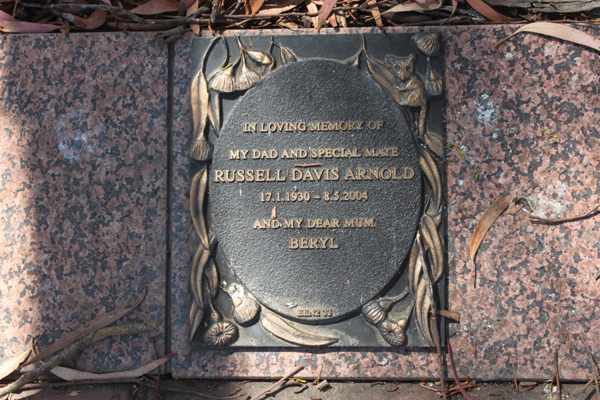 IN LOVING MEMORY OF
MY DAD AND SPECIAL MATE
RUSSELL DAVIS ARNOLD
17.1.1930 - 8.5.2004
AND MY DEAR MUM
BERYL